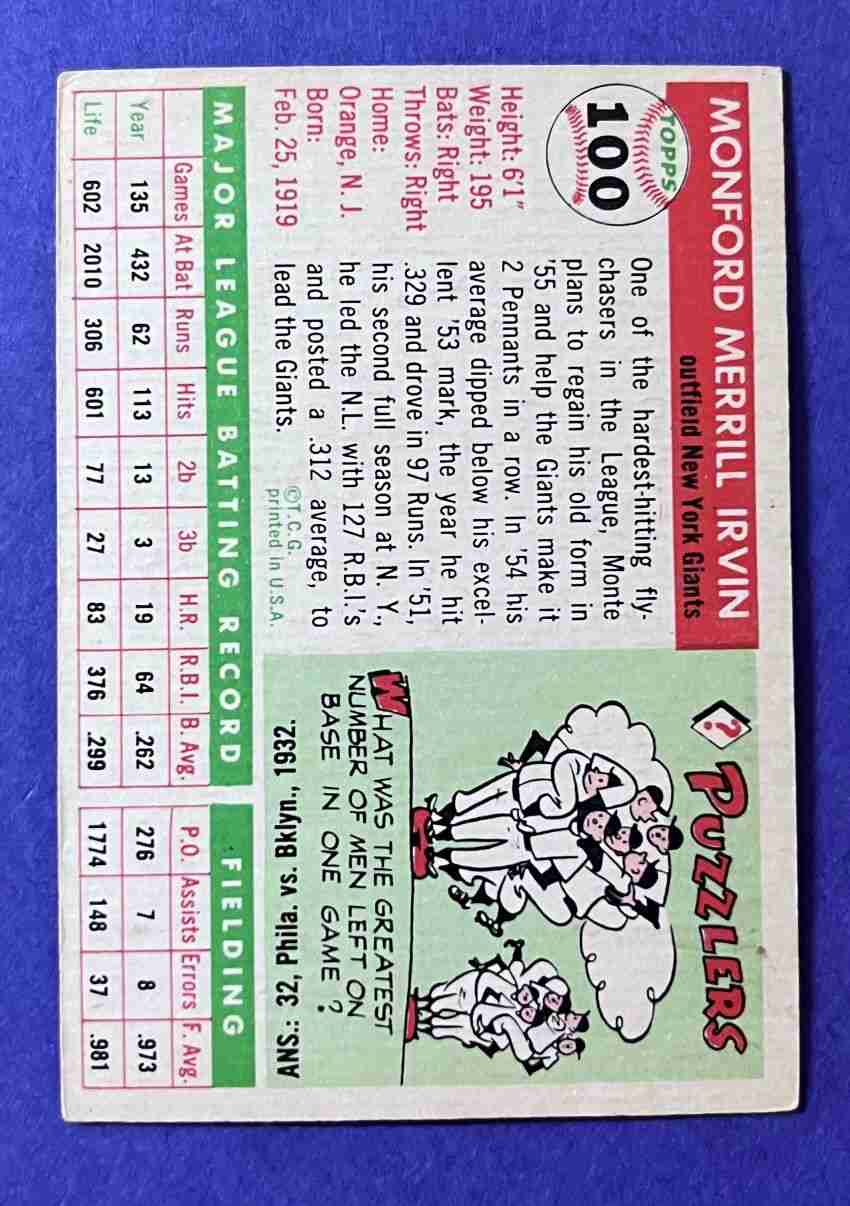 MONFORD MERRILL IRVIN
outfield New York Giants
TOPPS
100
Height: 6'1"
Weight: 195
Bats: Right
Throws: Right
Home:
Orange, N. J.
Born:
Feb. 25, 1919
One of the hardest-hitting fly-
chasers in the League, Monte
plans to regain his old form in
'55 and help the Giants make it
2 Pennants in a row. In '54 his
average dipped below his excel-
lent '53 mark, the year he hit
.329 and drove in 97 Runs. In '51,
his second full season at N. Y.,
he led the N.L. with 127 R.B.I.'s
and posted a .312 average, to
lead the Giants.
©T.C.G.
printed in U.S.A.
? PUZZLERS
WHAT WAS THE GREATEST
NUMBER OF MEN LEFT ON
BASE IN ONE GAME?
ANS.: 32, Phila. vs. Bklyn, 1932.
MAJOR LEAGUE BATTING RECORD
Games At Bat Runs Hits 2b 3b H.R. R.B.I. B. Avg.
Year 135 432 62 113 13 3 19 64 .262
Life 602 2010 306 601 77 27 83 376 .299
FIELDING
P.O. Assists Errors F. Avg.
276 7 8 .973
1774 148 37 .981